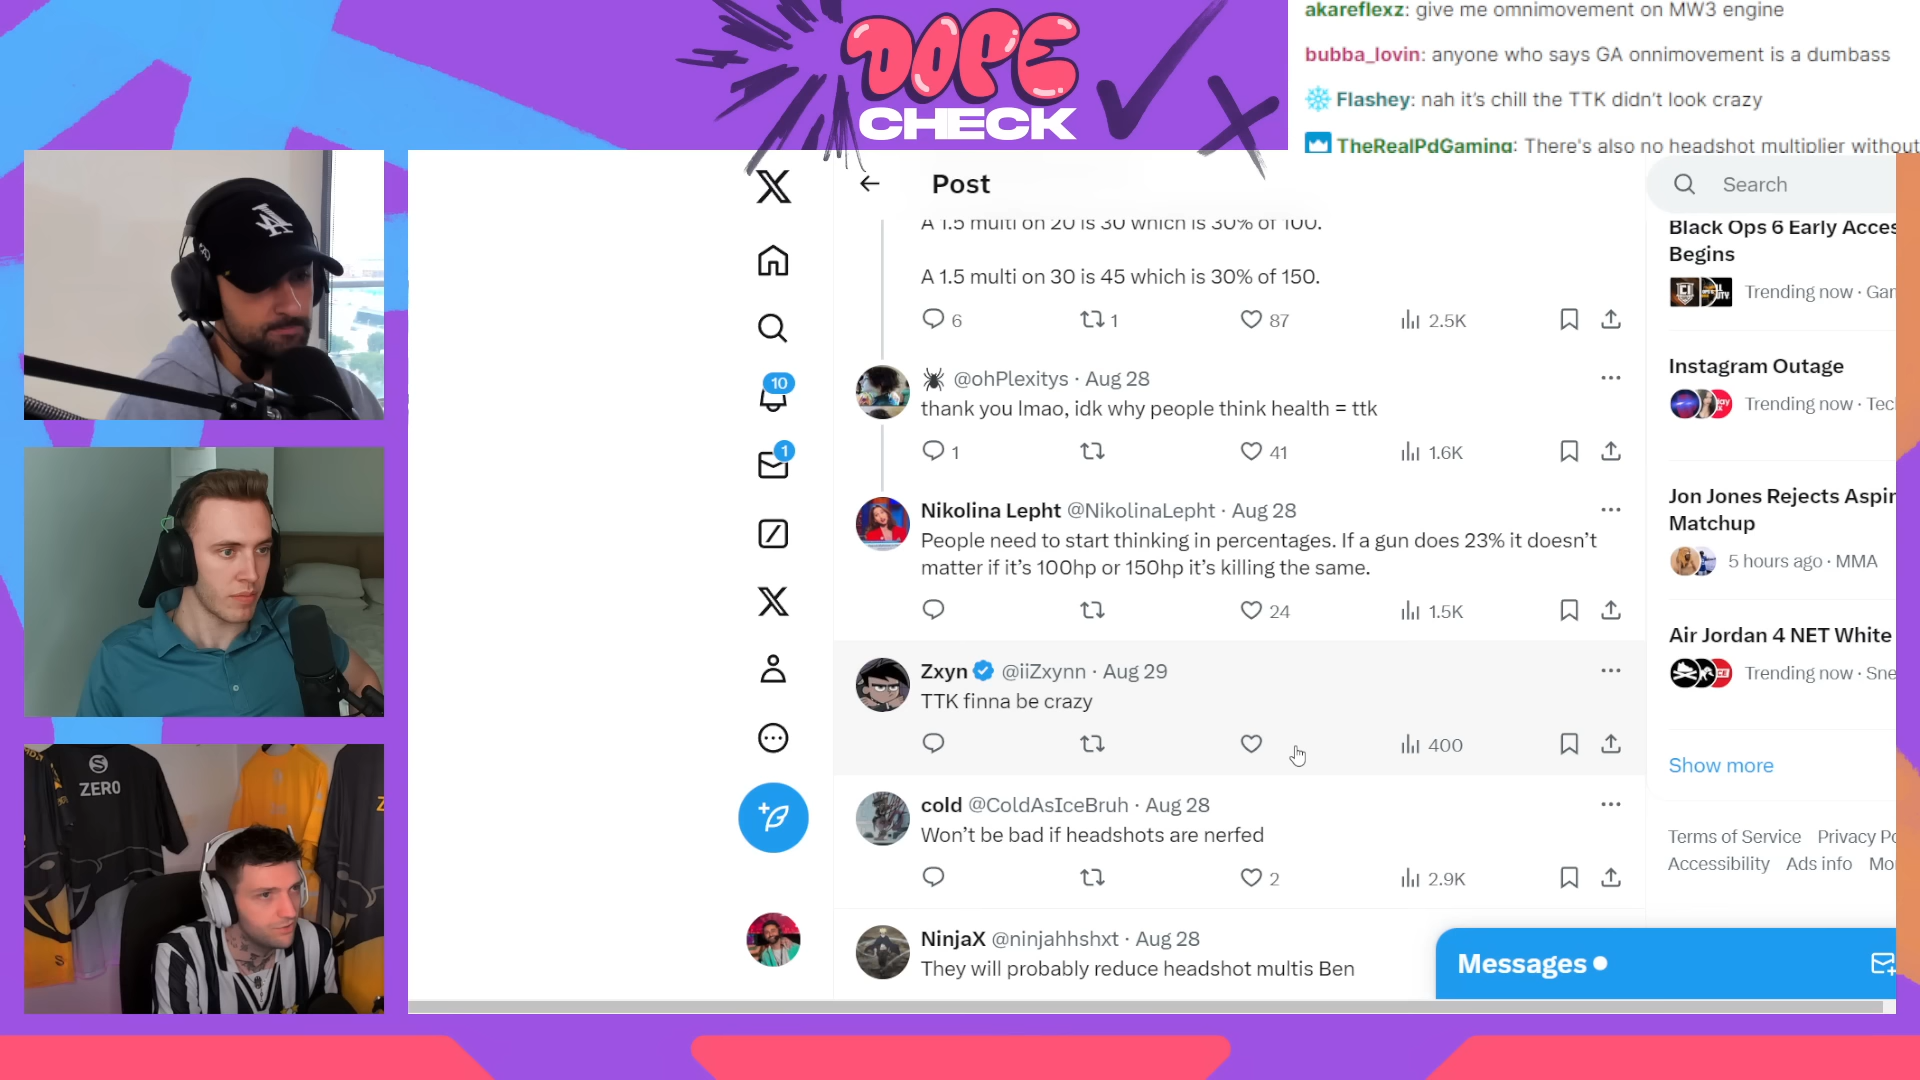 DOPE
CHECK
akareflexz: give me omnimovement on MW3 engine
bubba_lovin: anyone who says GA onnimovement is a dumbass
Flashey: nah it's chill the TTK didn't look crazy
TheRealPdGaming: There's also no headshot multiplier without
Post
Search
A 1.5 multi on 20 is 30 which is 30% of 100.
A 1.5 multi on 30 is 45 which is 30% of 150.
6 1 87 2.5K
@ohPlexitys · Aug 28
thank you lmao, idk why people think health = ttk
1 41 1.6K
Nikolina Lepht @NikolinaLepht · Aug 28
People need to start thinking in percentages. If a gun does 23% it doesn't
matter if it's 100hp or 150hp it's killing the same.
24 1.5K
Zxyn @iiZxynn · Aug 29
TTK finna be crazy
400
cold @ColdAsIceBruh · Aug 28
Won't be bad if headshots are nerfed
2 2.9K
NinjaX @ninjahhshxt · Aug 28
They will probably reduce headshot multis Ben
10
1
Black Ops 6 Early Acces
Begins
Trending now · Gar
Instagram Outage
Trending now · Tec
Jon Jones Rejects Aspir
Matchup
5 hours ago · MMA
Air Jordan 4 NET White
Trending now · Sne
Show more
Terms of Service Privacy Po
Accessibility Ads info Mo
Messages
ZERO